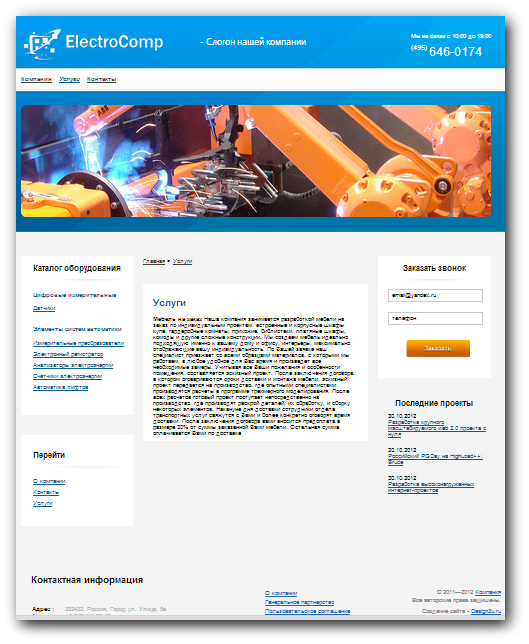 ElectroComp
- Слоган нашей компании
Мы на связи с 10:00 до 19:00
(495) 646-0174
Компания Услуги Контакты
Каталог оборудования
Цифровые измерительные
Датчики
Элементы систем автоматики
Измерительные преобразователи
Электронный регистратор
Анализаторы электроэнергии
Счетчики электроэнергии
Автоматика лифтов
Перейти
О компании
Контакты
Услуги
Главная » Услуги
Услуги
Мебель на заказ Наша компания занимается разработкой мебели на
заказ по индивидуальным проектам: встроенные и корпусные шкафы
купе, гардеробные комнаты, прихожие, библиотеки, платяные шкафы,
комоды и другие сложные конструкции. Мы создаем мебель идеально
подходящую именно к вашему дому и офису, интерьеру, максимально
отображающие вашу индивидуальность. По Вашей заявке наш
специалист приезжает со всеми образцами материалов, с которыми мы
работаем, в любое удобное для Вас время и произведет все
необходимые замеры. Учитывая все Ваши пожелания и особенности
помещения, составляется эскизный проект. После заключения договора,
в котором оговариваются сроки доставки и монтажа мебели, эскизный
проект передается на производство, где опытными специалистами
производятся расчеты в программе трехмерного моделирования. После
всех расчетов готовый проект поступает непосредственно на
производство, где производят раскрой деталей, их обработку, и сборку
некоторых элементов. Накануне дня доставки сотрудники отдела
транспортных услуг свяжутся с Вами и более конкретно оговорят время
доставки. После заключения договора вами вносится предоплата в
размере 20% от суммы заказанной Вами мебели. Остальная сумма
оплачивается Вами по доставке
Заказать звонок
email@yandex.ru
телефон
Заказать
Последние проекты
30.10.2012
Разработка крупного
масштабируемого web 2.0 проекта с
нуля
30.10.2012
Российский PG Day на HighLoad++:
Bruce
30.10.2012
Разработка высоконагруженных
интернет-проектов
Контактная информация
Адрес : 333433, Россия, Город ул. Улица, 3в
О компании
Генеральное партнерство
Пользовательское соглашение
© 2011—2012 Компания
Все авторские права защищены.
Создание сайта - Design2u.ru